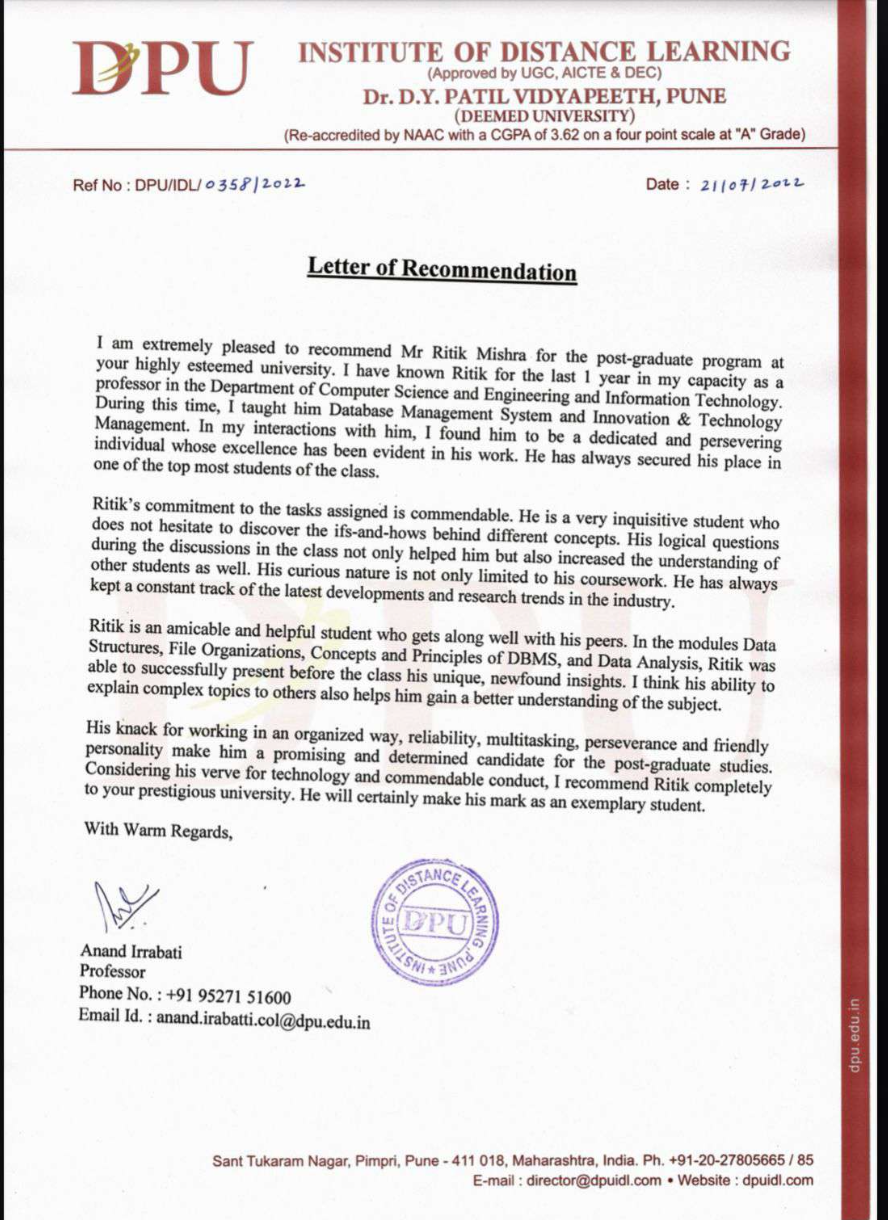 DPU
INSTITUTE OF DISTANCE LEARNING
(Approved by UGC, AICTE & DEC)
Dr. D.Y. PATIL VIDYAPEETH, PUNE
(DEEMED UNIVERSITY)
(Re-accredited by NAAC with a CGPA of 3.62 on a four point scale at "A" Grade)
Ref No : DPU/IDL/ 0358/2022
Date : 21/07/2022
Letter of Recommendation
I am extremely pleased to recommend Mr Ritik Mishra for the post-graduate program at
your highly esteemed university. I have known Ritik for the last 1 year in my capacity as a
professor in the Department of Computer Science and Engineering and Information Technology.
During this time, I taught him Database Management System and Innovation & Technology
Management. In my interactions with him, I found him to be a dedicated and persevering
individual whose excellence has been evident in his work. He has always secured his place in
one of the top most students of the class.
Ritik's commitment to the tasks assigned is commendable. He is a very inquisitive student who
does not hesitate to discover the ifs-and-hows behind different concepts. His logical questions
during the discussions in the class not only helped him but also increased the understanding of
other students as well. His curious nature is not only limited to his coursework. He has always
kept a constant track of the latest developments and research trends in the industry.
Ritik is an amicable and helpful student who gets along well with his peers. In the modules Data
Structures, File Organizations, Concepts and Principles of DBMS, and Data Analysis, Ritik was
able to successfully present before the class his unique, newfound insights. I think his ability to
explain complex topics to others also helps him gain a better understanding of the subject.
His knack for working in an organized way, reliability, multitasking, perseverance and friendly
personality make him a promising and determined candidate for the post-graduate studies.
Considering his verve for technology and commendable conduct, I recommend Ritik completely
to your prestigious university. He will certainly make his mark as an exemplary student.
With Warm Regards,
INSTITUTE OF DISTANCE LEARNING, PUNE ★
DPU
Anand Irrabati
Professor
Phone No. : +91 95271 51600
Email Id. : anand.irabatti.col@dpu.edu.in
dpu.edu.in
Sant Tukaram Nagar, Pimpri, Pune - 411 018, Maharashtra, India. Ph. +91-20-27805665 / 85
E-mail : director@dpuidl.com • Website : dpuidl.com